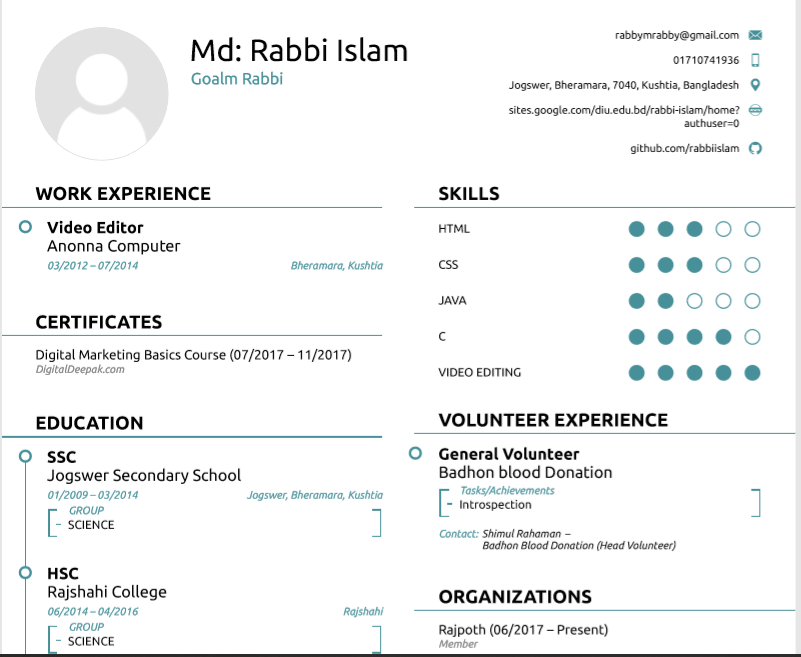 Md: Rabbi Islam
Goalm Rabbi
rabbymrabby@gmail.com
01710741936
Jogswer, Bheramara, 7040, Kushtia, Bangladesh
sites.google.com/diu.edu.bd/rabbi-islam/home?
authuser=0
github.com/rabbiislam
WORK EXPERIENCE
Video Editor
Anonna Computer
03/2012 – 07/2014
Bheramara, Kushtia
CERTIFICATES
Digital Marketing Basics Course (07/2017 – 11/2017)
DigitalDeepak.com
EDUCATION
SSC
Jogswer Secondary School
01/2009 – 03/2014
Jogswer, Bheramara, Kushtia
GROUP
– SCIENCE
HSC
Rajshahi College
06/2014 – 04/2016
Rajshahi
GROUP
– SCIENCE
SKILLS
HTML
CSS
JAVA
C
VIDEO EDITING
VOLUNTEER EXPERIENCE
General Volunteer
Badhon blood Donation
Tasks/Achievements
– Introspection
Contact: Shimul Rahaman –
Badhon Blood Donation (Head Volunteer)
ORGANIZATIONS
Rajpoth (06/2017 – Present)
Member